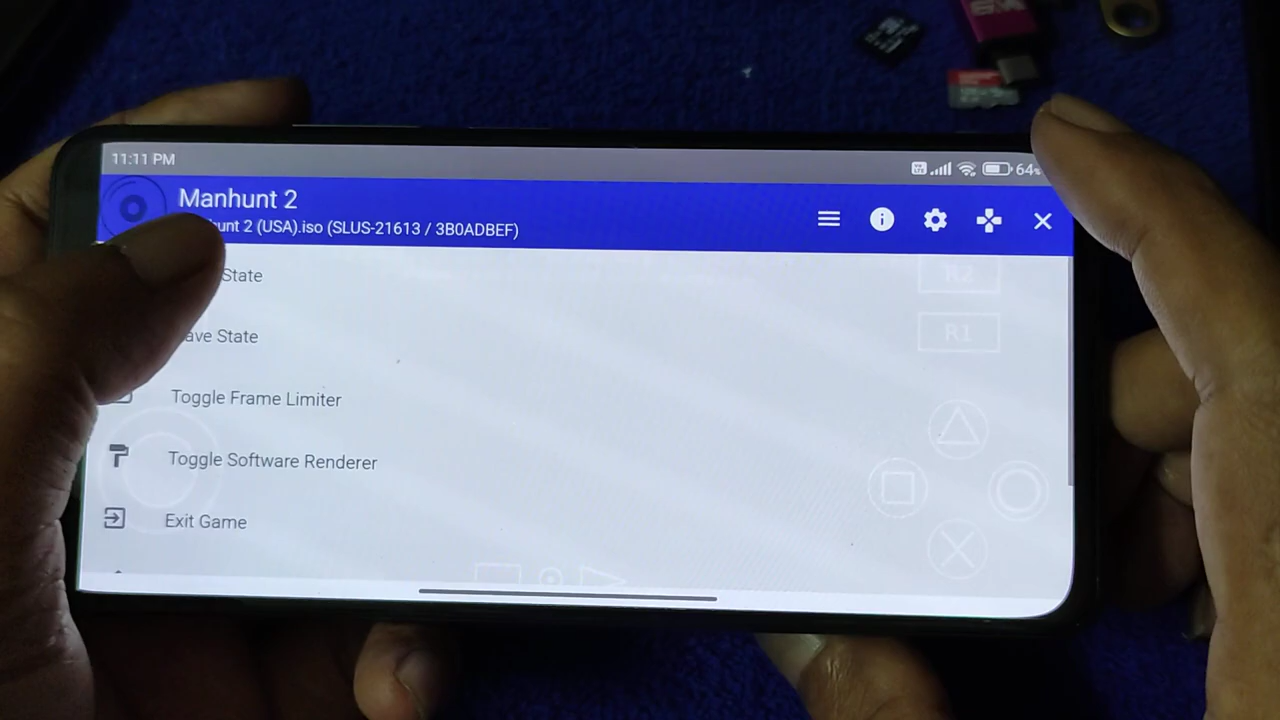 11:11 PM
64%
Manhunt 2
hunt 2 (USA).iso (SLUS-21613 / 3B0ADBEF)
State
R2
ave State
R1
Toggle Frame Limiter
Toggle Software Renderer
Exit Game